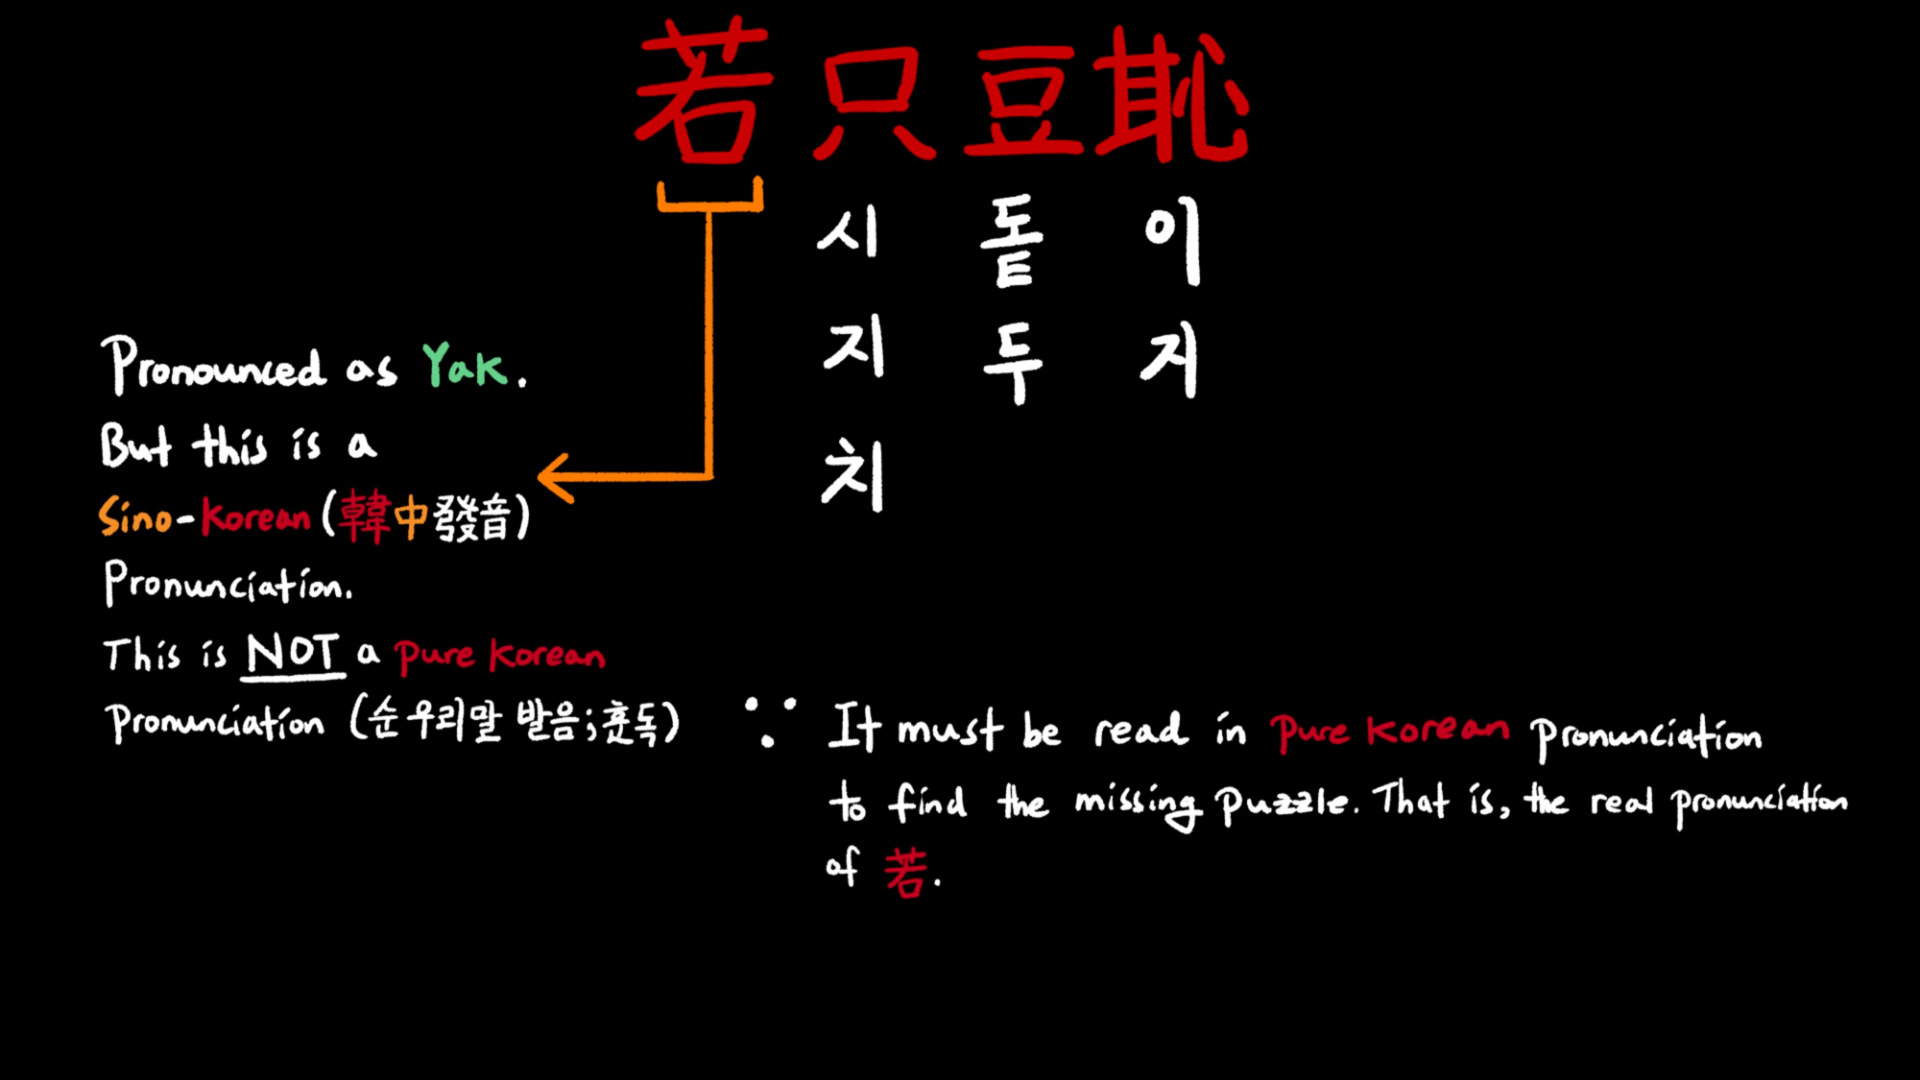 若只豆恥
시 돝 이
지 두 지
치
Pronounced as Yak.
But this is a
Sino-Korean (韓中發音)
Pronunciation.
This is NOT a pure Korean
Pronunciation (순우리말 발음;훈독)
∵ It must be read in pure Korean pronunciation
to find the missing puzzle. That is, the real pronunciation
of 若.